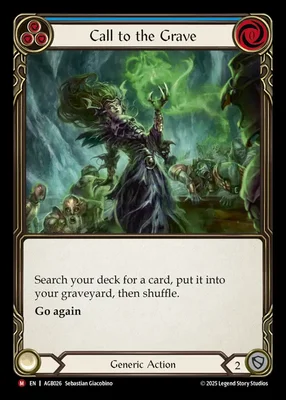 Call to the Grave
Search your deck for a card, put it into
your graveyard, then shuffle.
Go again
Generic Action
2
M EN | AGB026 Sebastian Giacobino
© 2025 Legend Story Studios